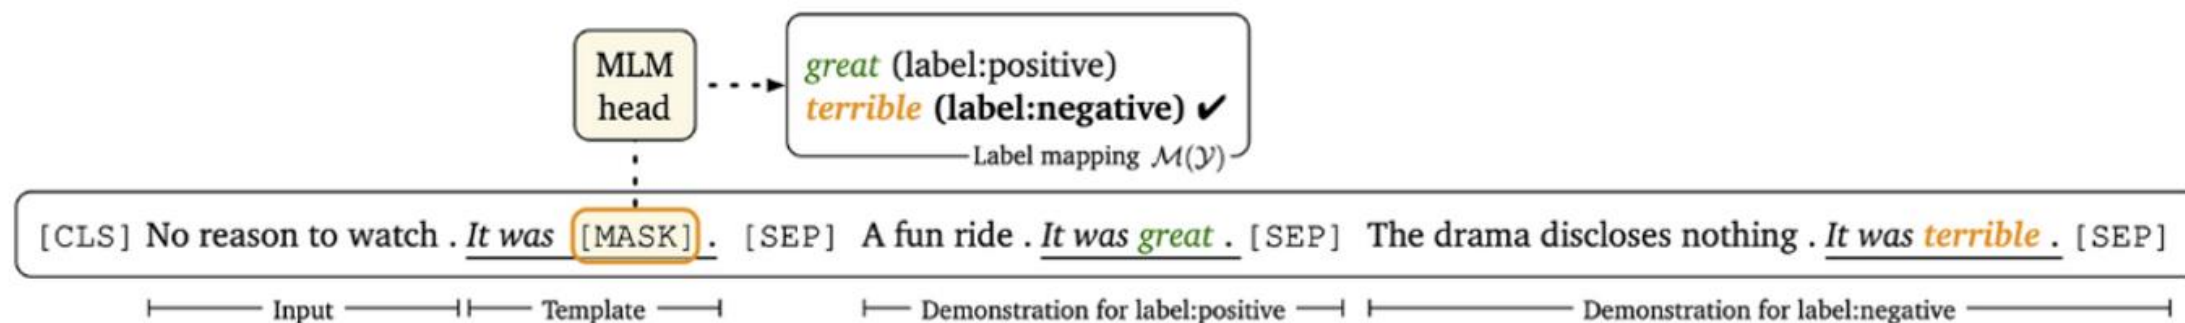 MLM
head
great (label:positive)
terrible (label:negative) ✔
Label mapping ℳ(𝒴)
[CLS] No reason to watch . It was [MASK] . [SEP] A fun ride . It was great . [SEP] The drama discloses nothing . It was terrible . [SEP]
Input Template Demonstration for label:positive Demonstration for label:negative